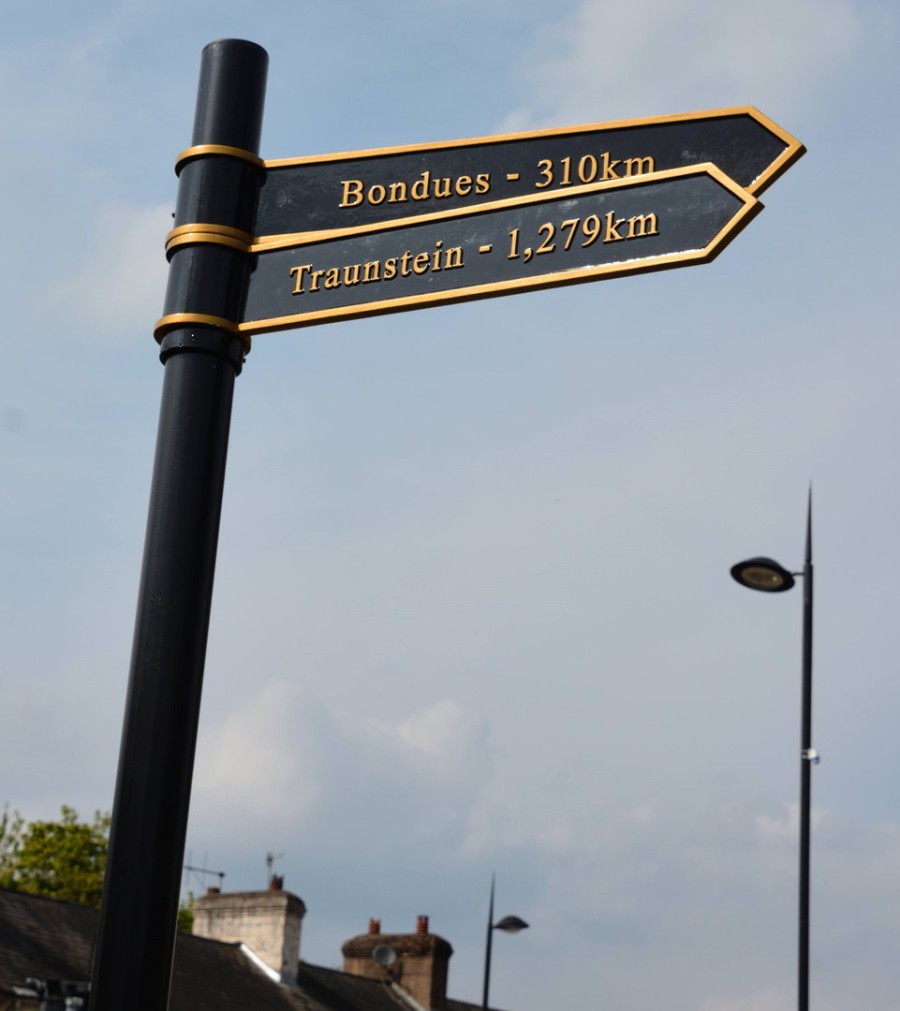 Bondues - 310km
Traunstein - 1,279km